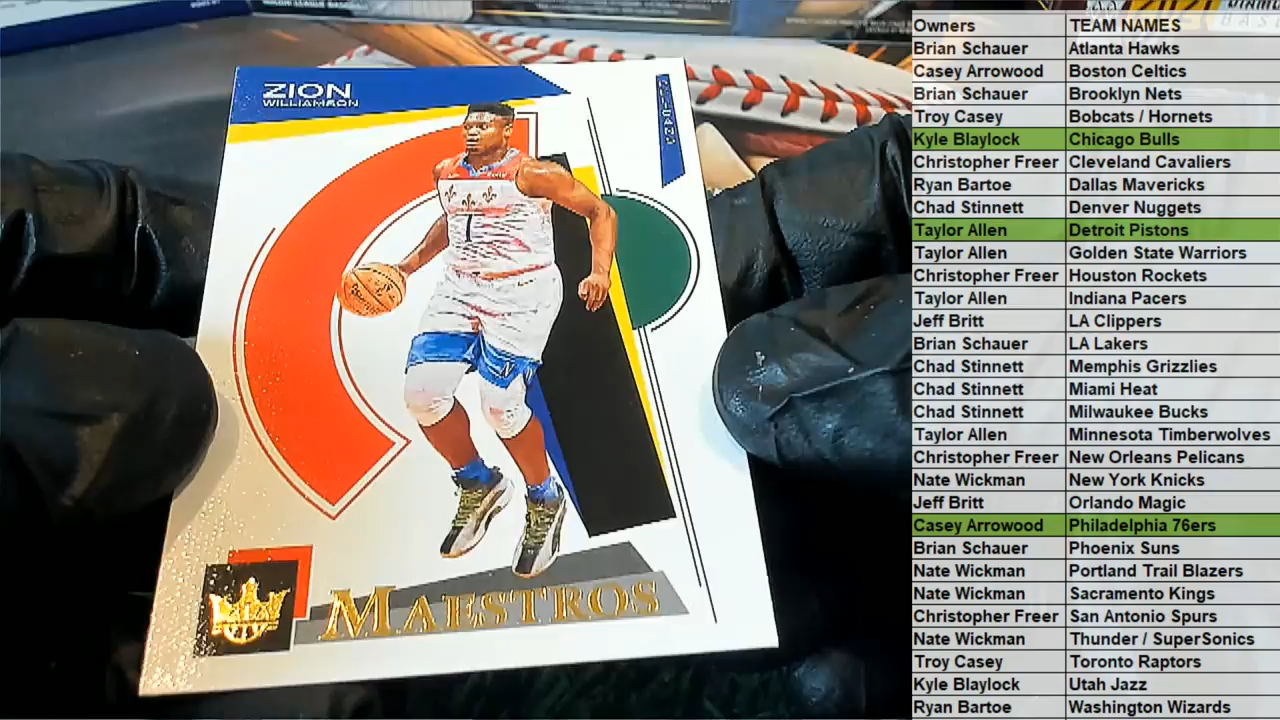 ZION
WILLIAMSON
PELICANS
1
MAESTROS
Owners TEAM NAMES
Brian Schauer Atlanta Hawks
Casey Arrowood Boston Celtics
Brian Schauer Brooklyn Nets
Troy Casey Bobcats / Hornets
Kyle Blaylock Chicago Bulls
Christopher Freer Cleveland Cavaliers
Ryan Bartoe Dallas Mavericks
Chad Stinnett Denver Nuggets
Taylor Allen Detroit Pistons
Taylor Allen Golden State Warriors
Christopher Freer Houston Rockets
Taylor Allen Indiana Pacers
Jeff Britt LA Clippers
Brian Schauer LA Lakers
Chad Stinnett Memphis Grizzlies
Chad Stinnett Miami Heat
Chad Stinnett Milwaukee Bucks
Taylor Allen Minnesota Timberwolves
Christopher Freer New Orleans Pelicans
Nate Wickman New York Knicks
Jeff Britt Orlando Magic
Casey Arrowood Philadelphia 76ers
Brian Schauer Phoenix Suns
Nate Wickman Portland Trail Blazers
Nate Wickman Sacramento Kings
Christopher Freer San Antonio Spurs
Nate Wickman Thunder / SuperSonics
Troy Casey Toronto Raptors
Kyle Blaylock Utah Jazz
Ryan Bartoe Washington Wizards